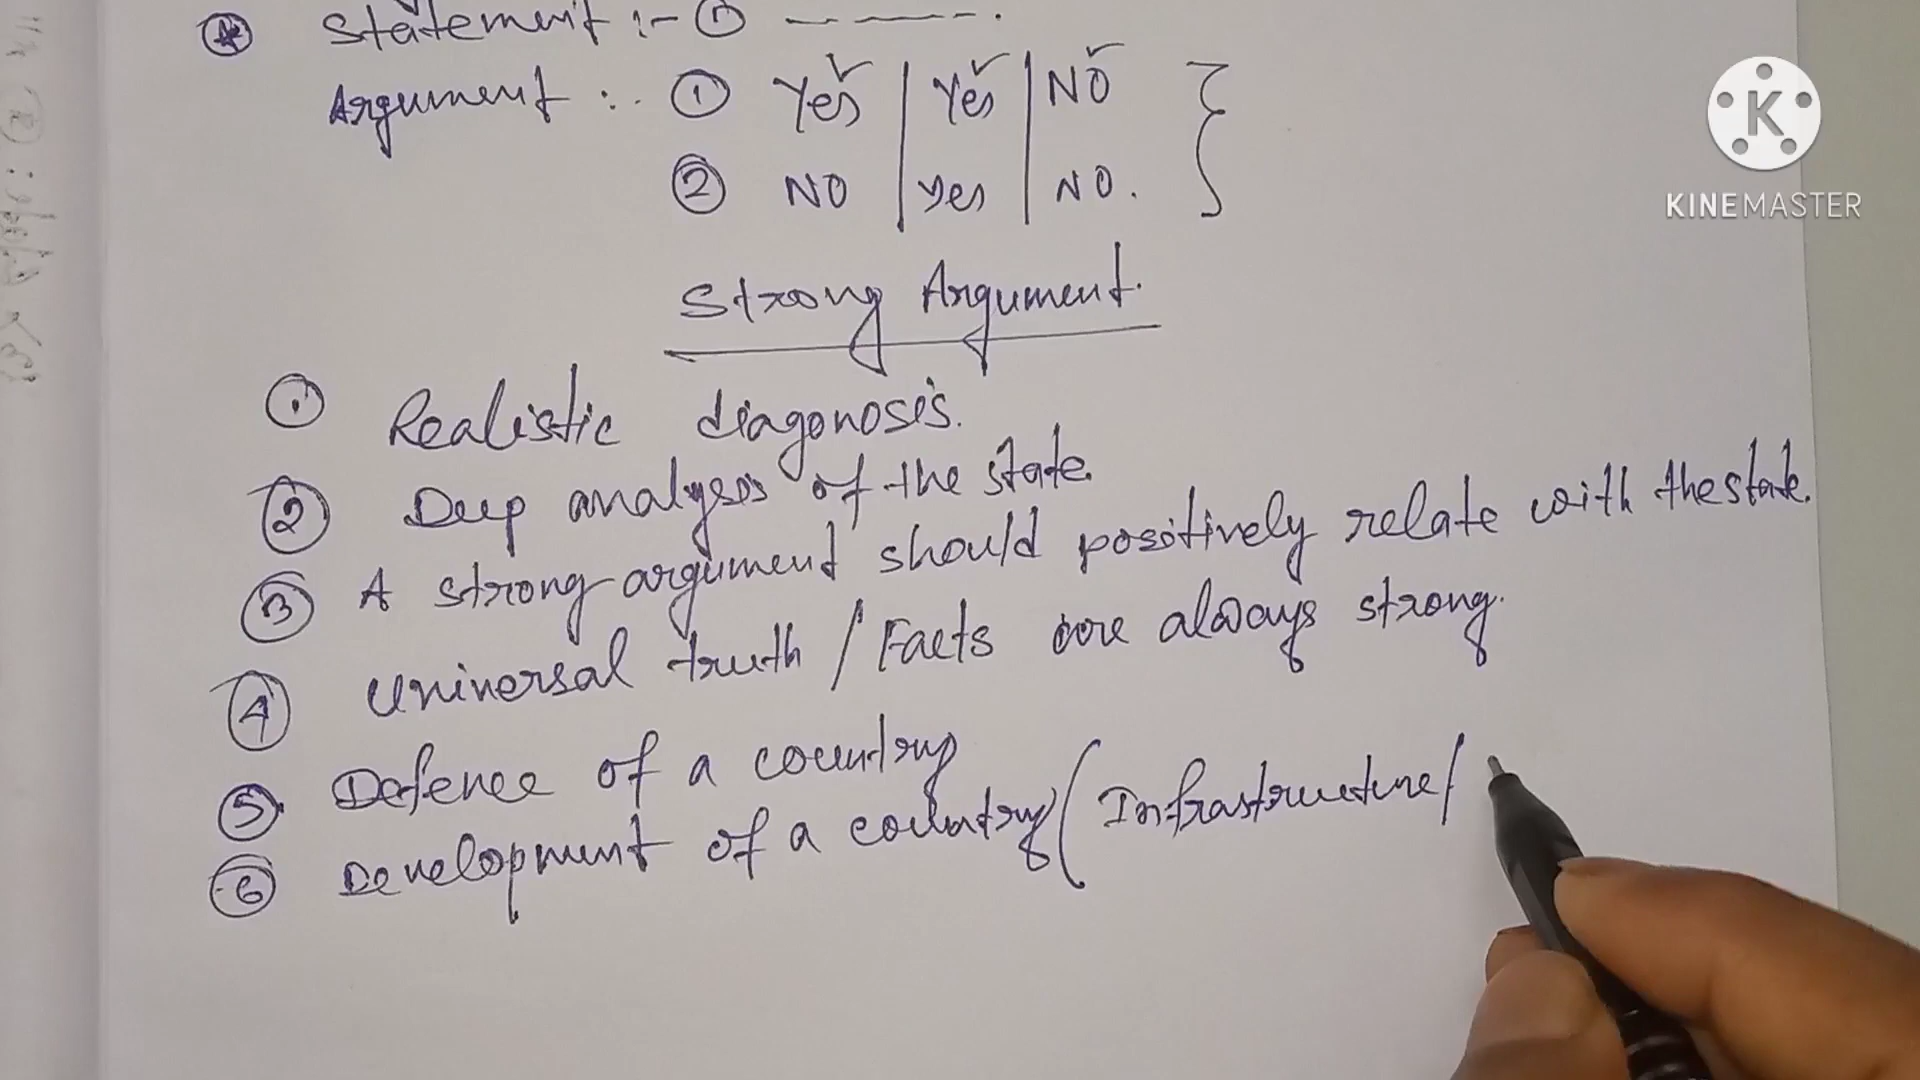 * Statement :- ① -----.
Argument :- ① Yes | Yes | NO
② NO | Yes | NO.
Strong Argument.
① Realistic diagonosis.
② Deep analysis of the state.
③ A strong argument should positively relate with the state.
④ Universal truth / Facts are always strong.
⑤ Defence of a country
⑥ Development of a country (Infrastructure/
K
KINEMASTER